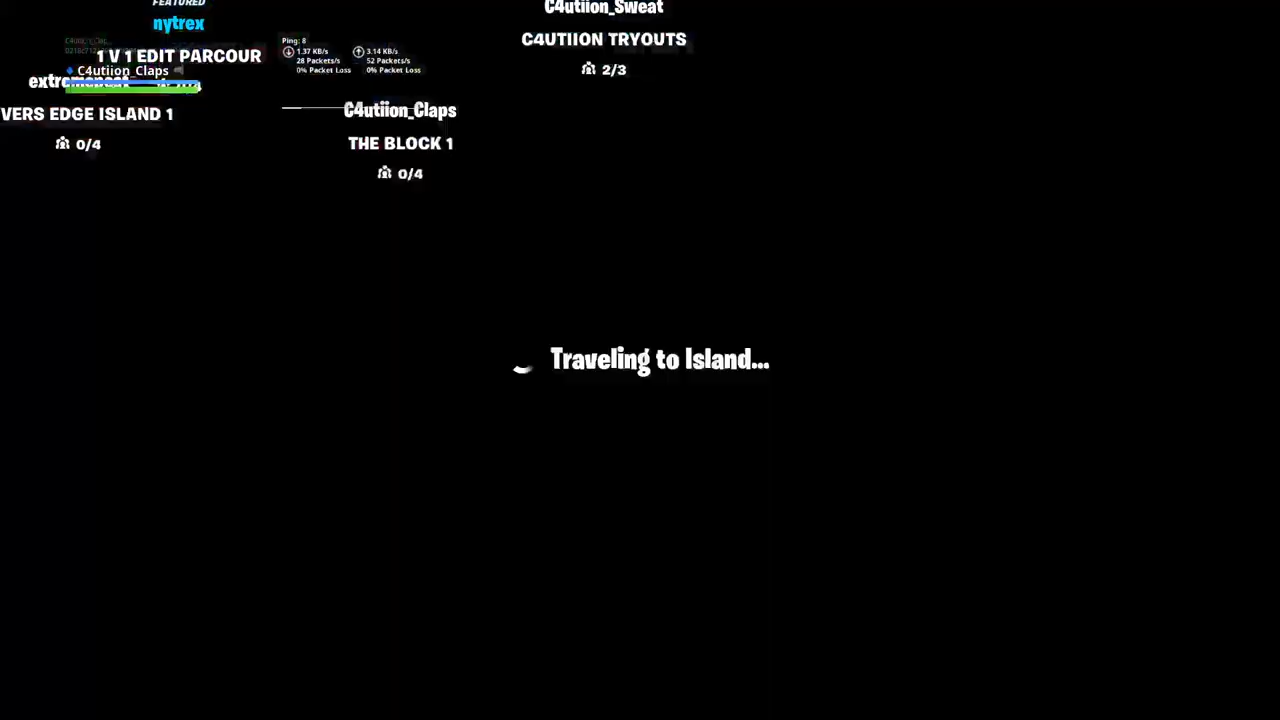 FEATURED
nytrex
1 V 1 EDIT PARCOUR
C4utiion_Claps
VERS EDGE ISLAND 1
0/4
Ping: 8
1.37 KB/s
28 Packets/s
0% Packet Loss
3.14 KB/s
52 Packets/s
0% Packet Loss
C4utiion_Claps
THE BLOCK 1
0/4
C4utiion_Sweat
C4UTIION TRYOUTS
2/3
Traveling to Island...